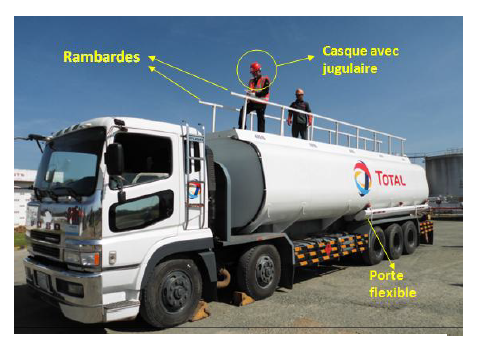 Rambardes
Casque avec
jugulaire
TOTAL
Porte
flexible